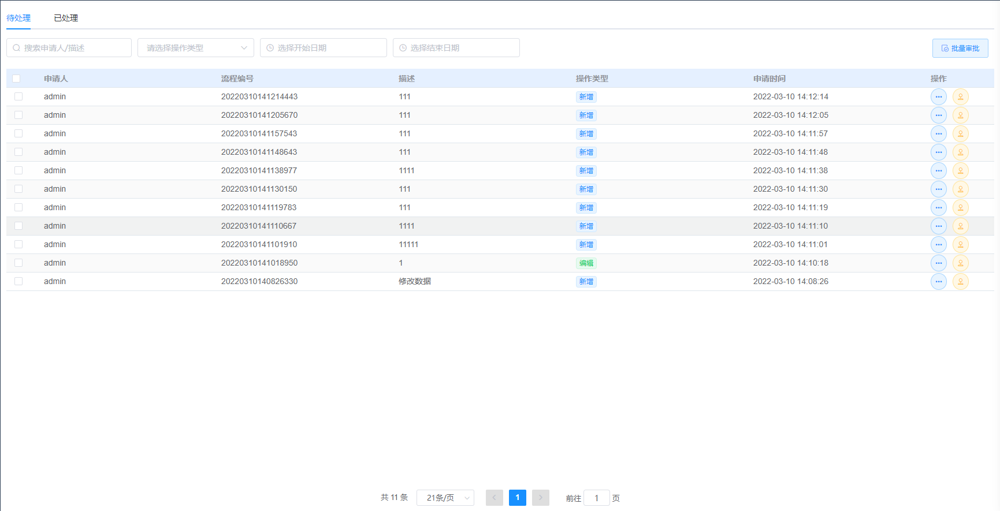 待处理 已处理
搜索申请人/描述 请选择操作类型 选择开始日期 选择结束日期 批量审批
申请人 流程编号 描述 操作类型 申请时间 操作
admin 20220310141214443 111 新增 2022-03-10 14:12:14
admin 20220310141205670 111 新增 2022-03-10 14:12:05
admin 20220310141157543 111 新增 2022-03-10 14:11:57
admin 20220310141148643 111 新增 2022-03-10 14:11:48
admin 20220310141138977 1111 新增 2022-03-10 14:11:38
admin 20220310141130150 111 新增 2022-03-10 14:11:30
admin 20220310141119783 111 新增 2022-03-10 14:11:19
admin 20220310141110667 1111 新增 2022-03-10 14:11:10
admin 20220310141101910 11111 新增 2022-03-10 14:11:01
admin 20220310141018950 1 编辑 2022-03-10 14:10:18
admin 20220310140826330 修改数据 新增 2022-03-10 14:08:26
共 11 条 21条/页 1 前往 1 页